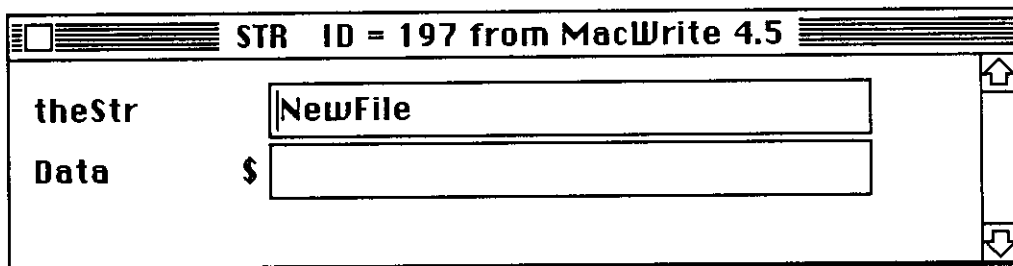 STR ID = 197 from MacWrite 4.5
theStr NewFile
Data $